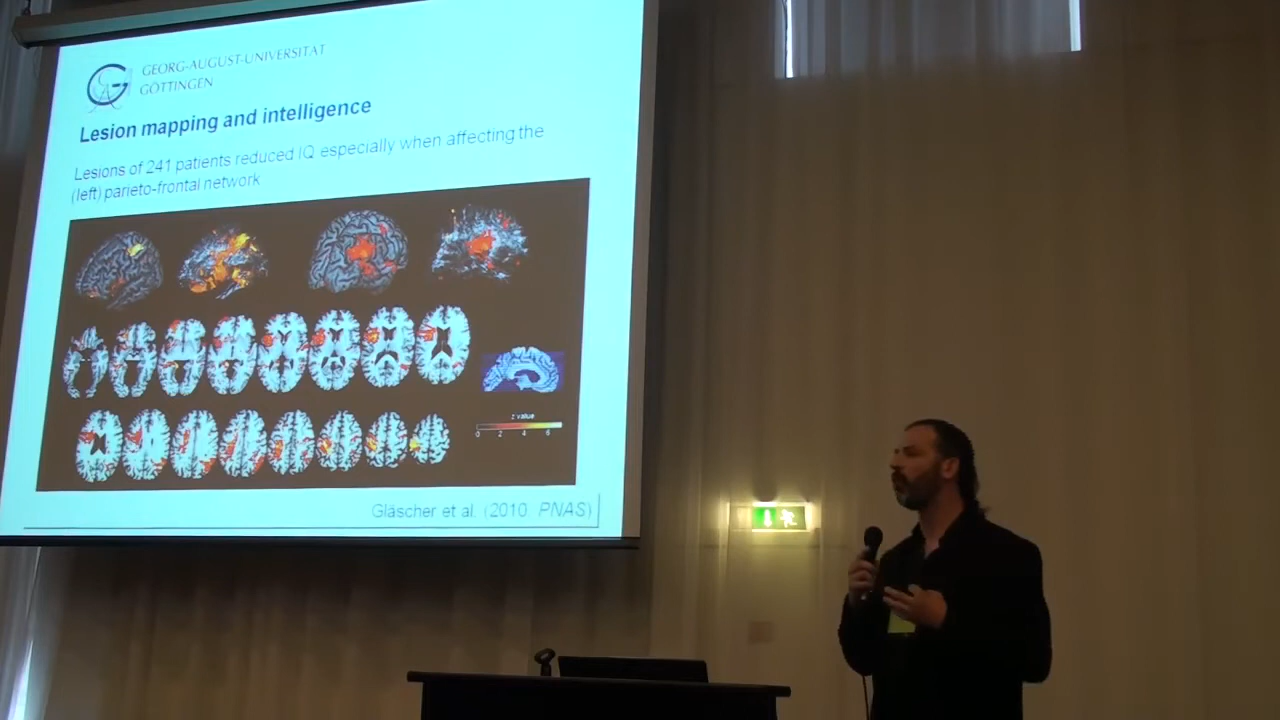 GEORG-AUGUST-UNIVERSITÄT
GÖTTINGEN
Lesion mapping and intelligence
Lesions of 241 patients reduced IQ especially when affecting the
(left) parieto-frontal network
z value
0 2 4 6
Gläscher et al. (2010 PNAS)